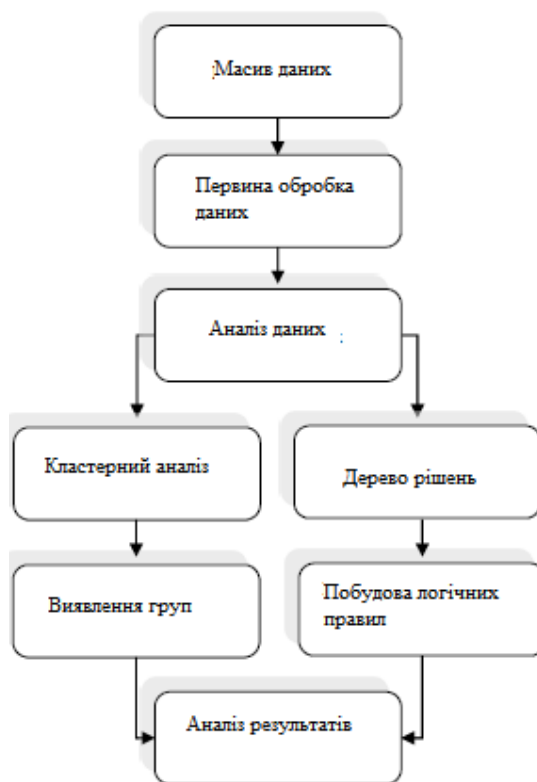 Масив даних
Первина обробка
даних
Аналіз даних
Кластерний аналіз
Дерево рішень
Виявлення груп
Побудова логічних
правил
Аналіз результатів